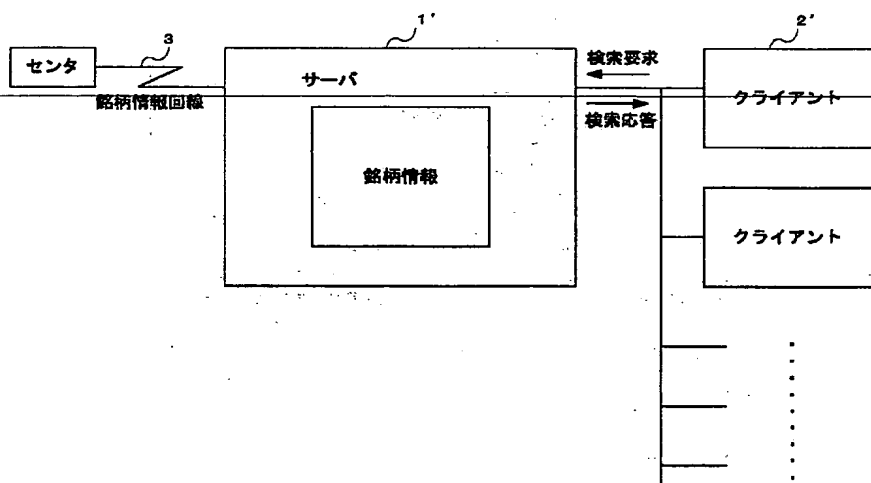 1'
2'
3
センタ
サーバ
検索要求
銘柄情報回線
検索応答
クライアント
銘柄情報
クライアント